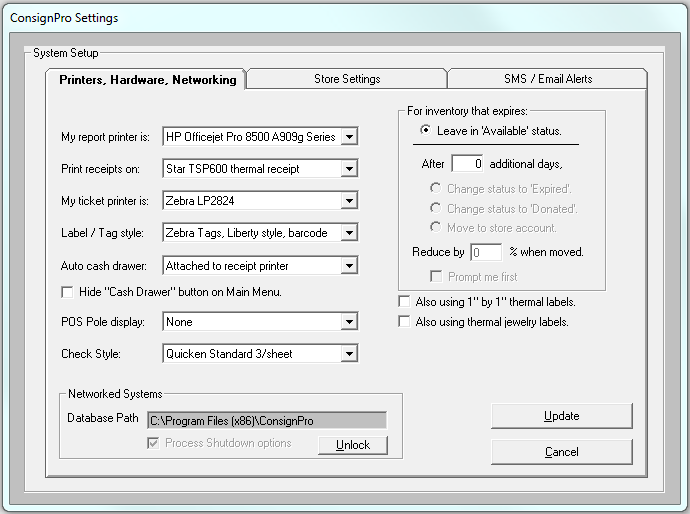 ConsignPro Settings
System Setup
Printers, Hardware, Networking
Store Settings
SMS / Email Alerts
My report printer is: HP Officejet Pro 8500 A909g Series
Print receipts on: Star TSP600 thermal receipt
My ticket printer is: Zebra LP2824
Label / Tag style: Zebra Tags, Liberty style, barcode
Auto cash drawer: Attached to receipt printer
Hide "Cash Drawer" button on Main Menu.
POS Pole display: None
Check Style: Quicken Standard 3/sheet
For inventory that expires:
Leave in 'Available' status.
After 0 additional days,
Change status to 'Expired'.
Change status to 'Donated'.
Move to store account.
Reduce by 0 % when moved.
Prompt me first
Also using 1" by 1" thermal labels.
Also using thermal jewelry labels.
Networked Systems
Database Path C:\Program Files (x86)\ConsignPro
Process Shutdown options
Unlock
Update
Cancel